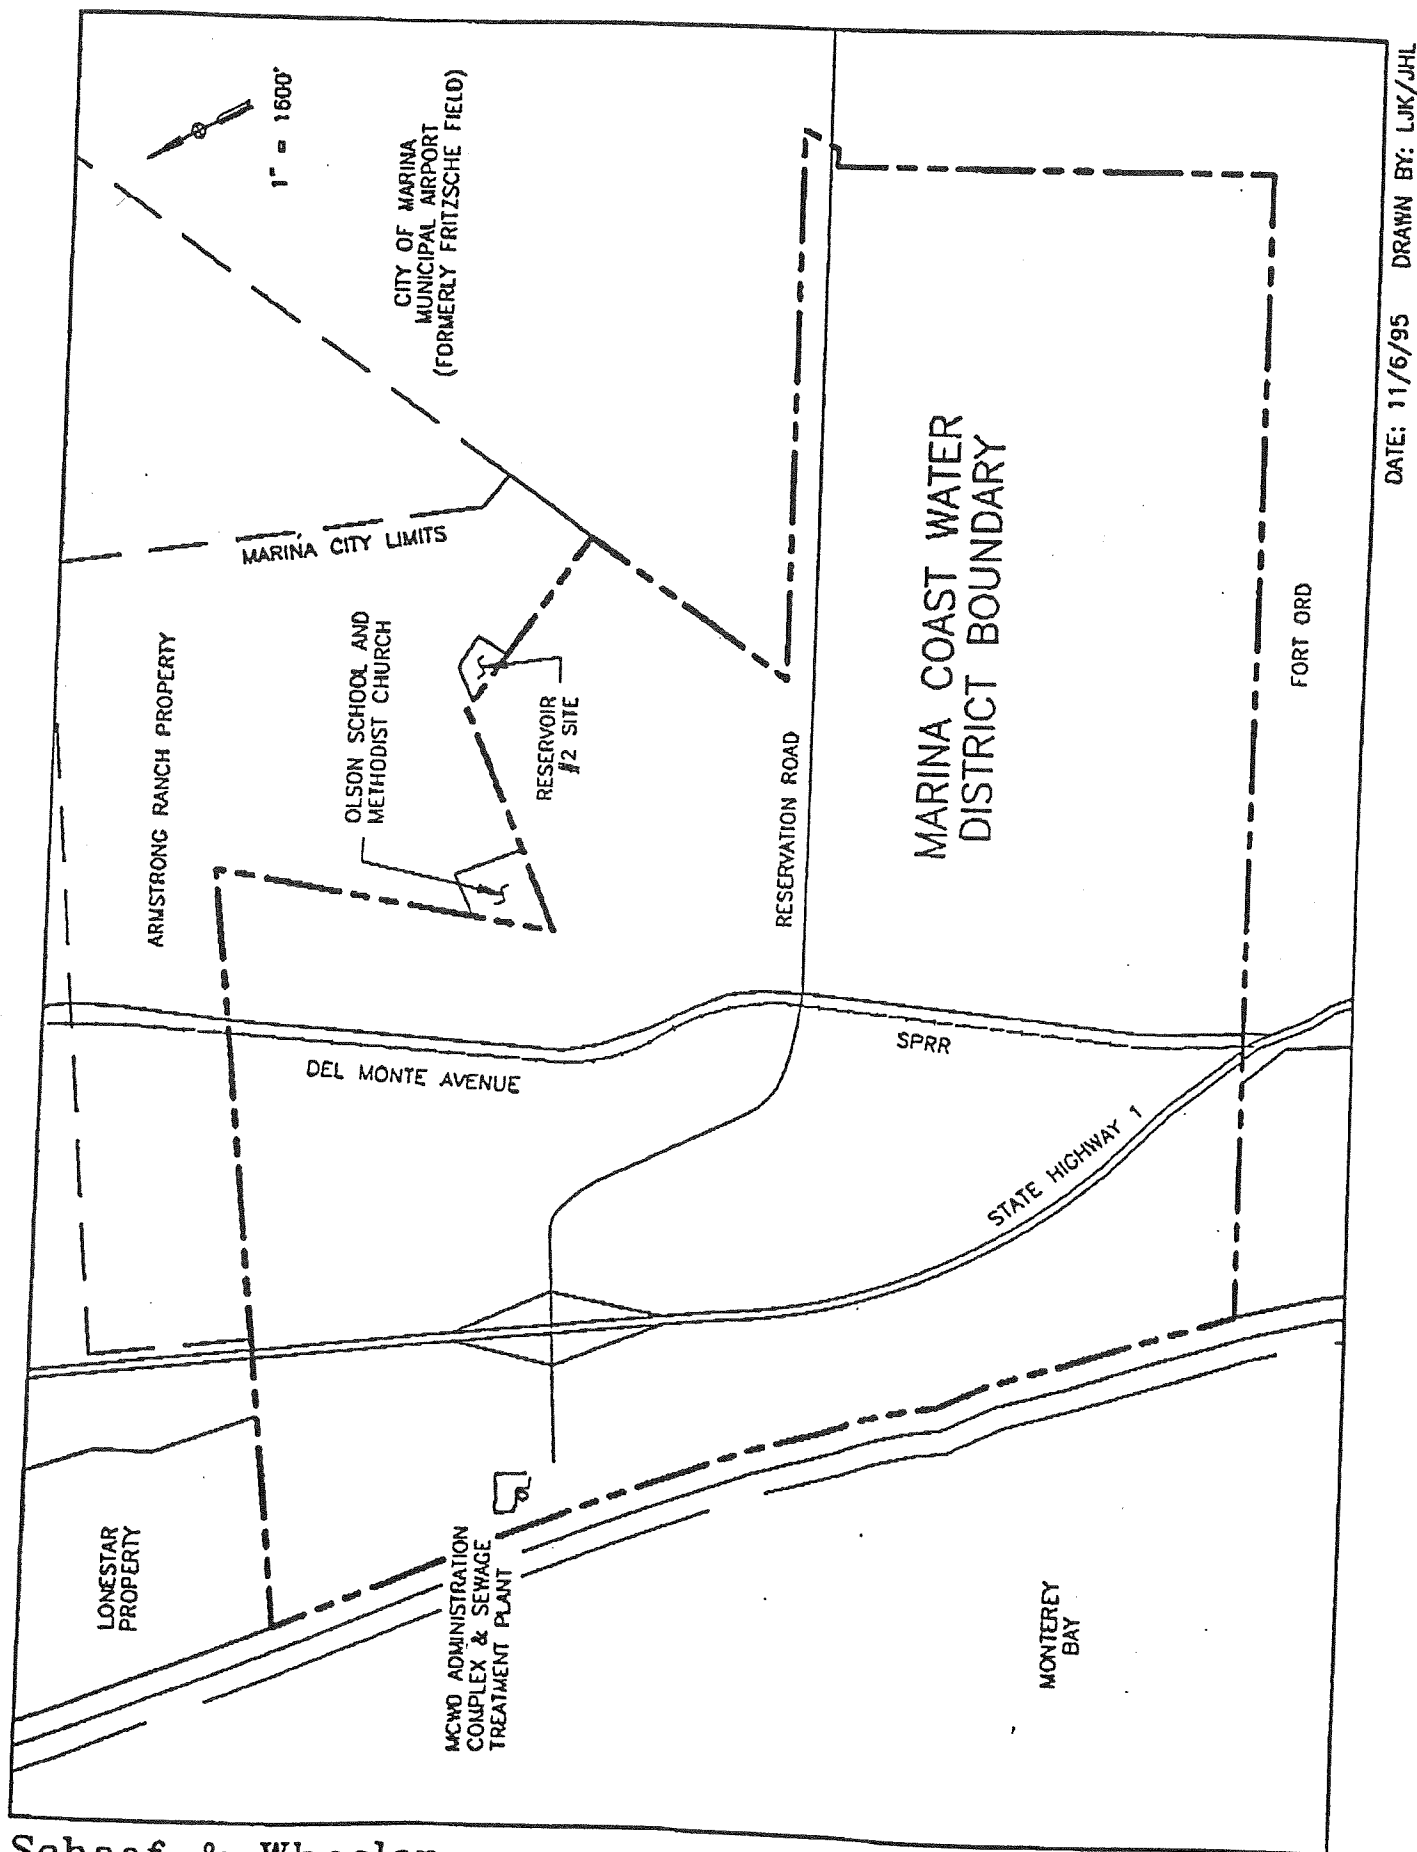 1" = 1600'
CITY OF MARINA
MUNICIPAL AIRPORT
(FORMERLY FRITZSCHE FIELD)
MARINA CITY LIMITS
ARMSTRONG RANCH PROPERTY
OLSON SCHOOL AND
METHODIST CHURCH
RESERVOIR
#2 SITE
RESERVATION ROAD
MARINA COAST WATER
DISTRICT BOUNDARY
FORT ORD
DEL MONTE AVENUE
SPRR
STATE HIGHWAY 1
LONESTAR
PROPERTY
MCWD ADMINISTRATION
COMPLEX & SEWAGE
TREATMENT PLANT
MONTEREY
BAY
DATE: 11/6/95 DRAWN BY: LJK/JHL
Schaaf & Wheeler